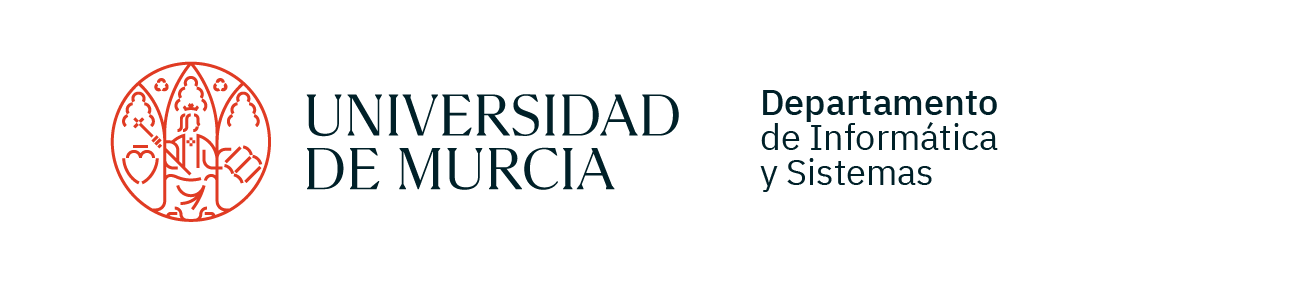 UNIVERSIDAD
DE MURCIA
Departamento
de Informática
y Sistemas